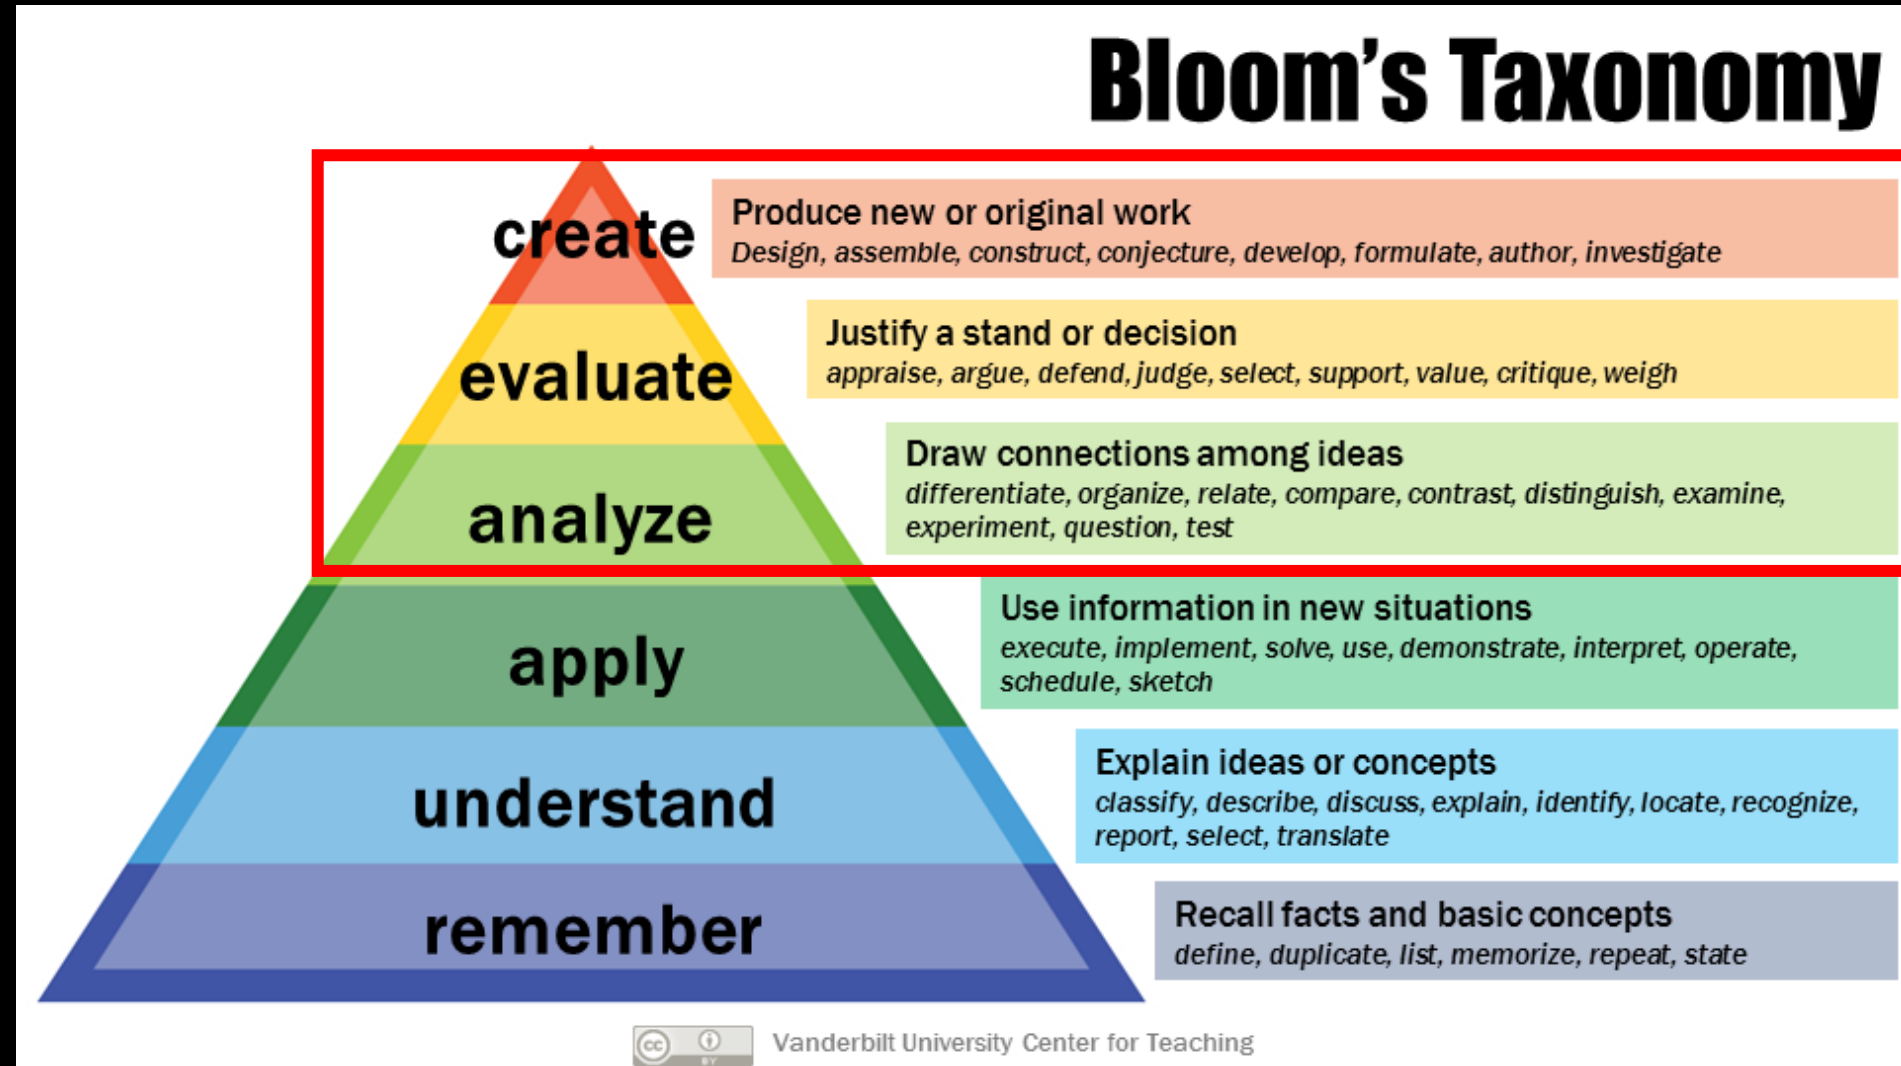 Bloom's Taxonomy
create
Produce new or original work
Design, assemble, construct, conjecture, develop, formulate, author, investigate
evaluate
Justify a stand or decision
appraise, argue, defend, judge, select, support, value, critique, weigh
analyze
Draw connections among ideas
differentiate, organize, relate, compare, contrast, distinguish, examine,
experiment, question, test
apply
Use information in new situations
execute, implement, solve, use, demonstrate, interpret, operate,
schedule, sketch
understand
Explain ideas or concepts
classify, describe, discuss, explain, identify, locate, recognize,
report, select, translate
remember
Recall facts and basic concepts
define, duplicate, list, memorize, repeat, state
cc BY
Vanderbilt University Center for Teaching